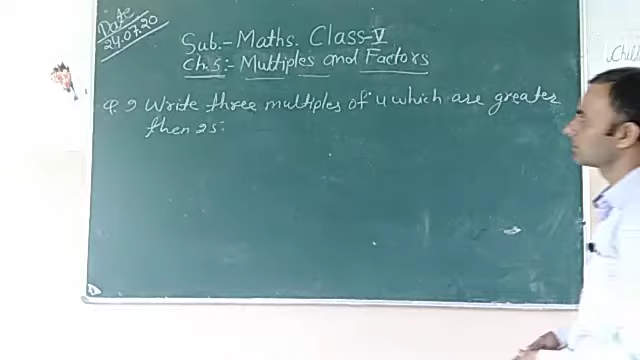 Date
24.07.20
Sub.- Maths. Class-V
Ch.5:- Multiples and Factors
Q.9 Write three multiples of 4 which are greater
then 25:
Child